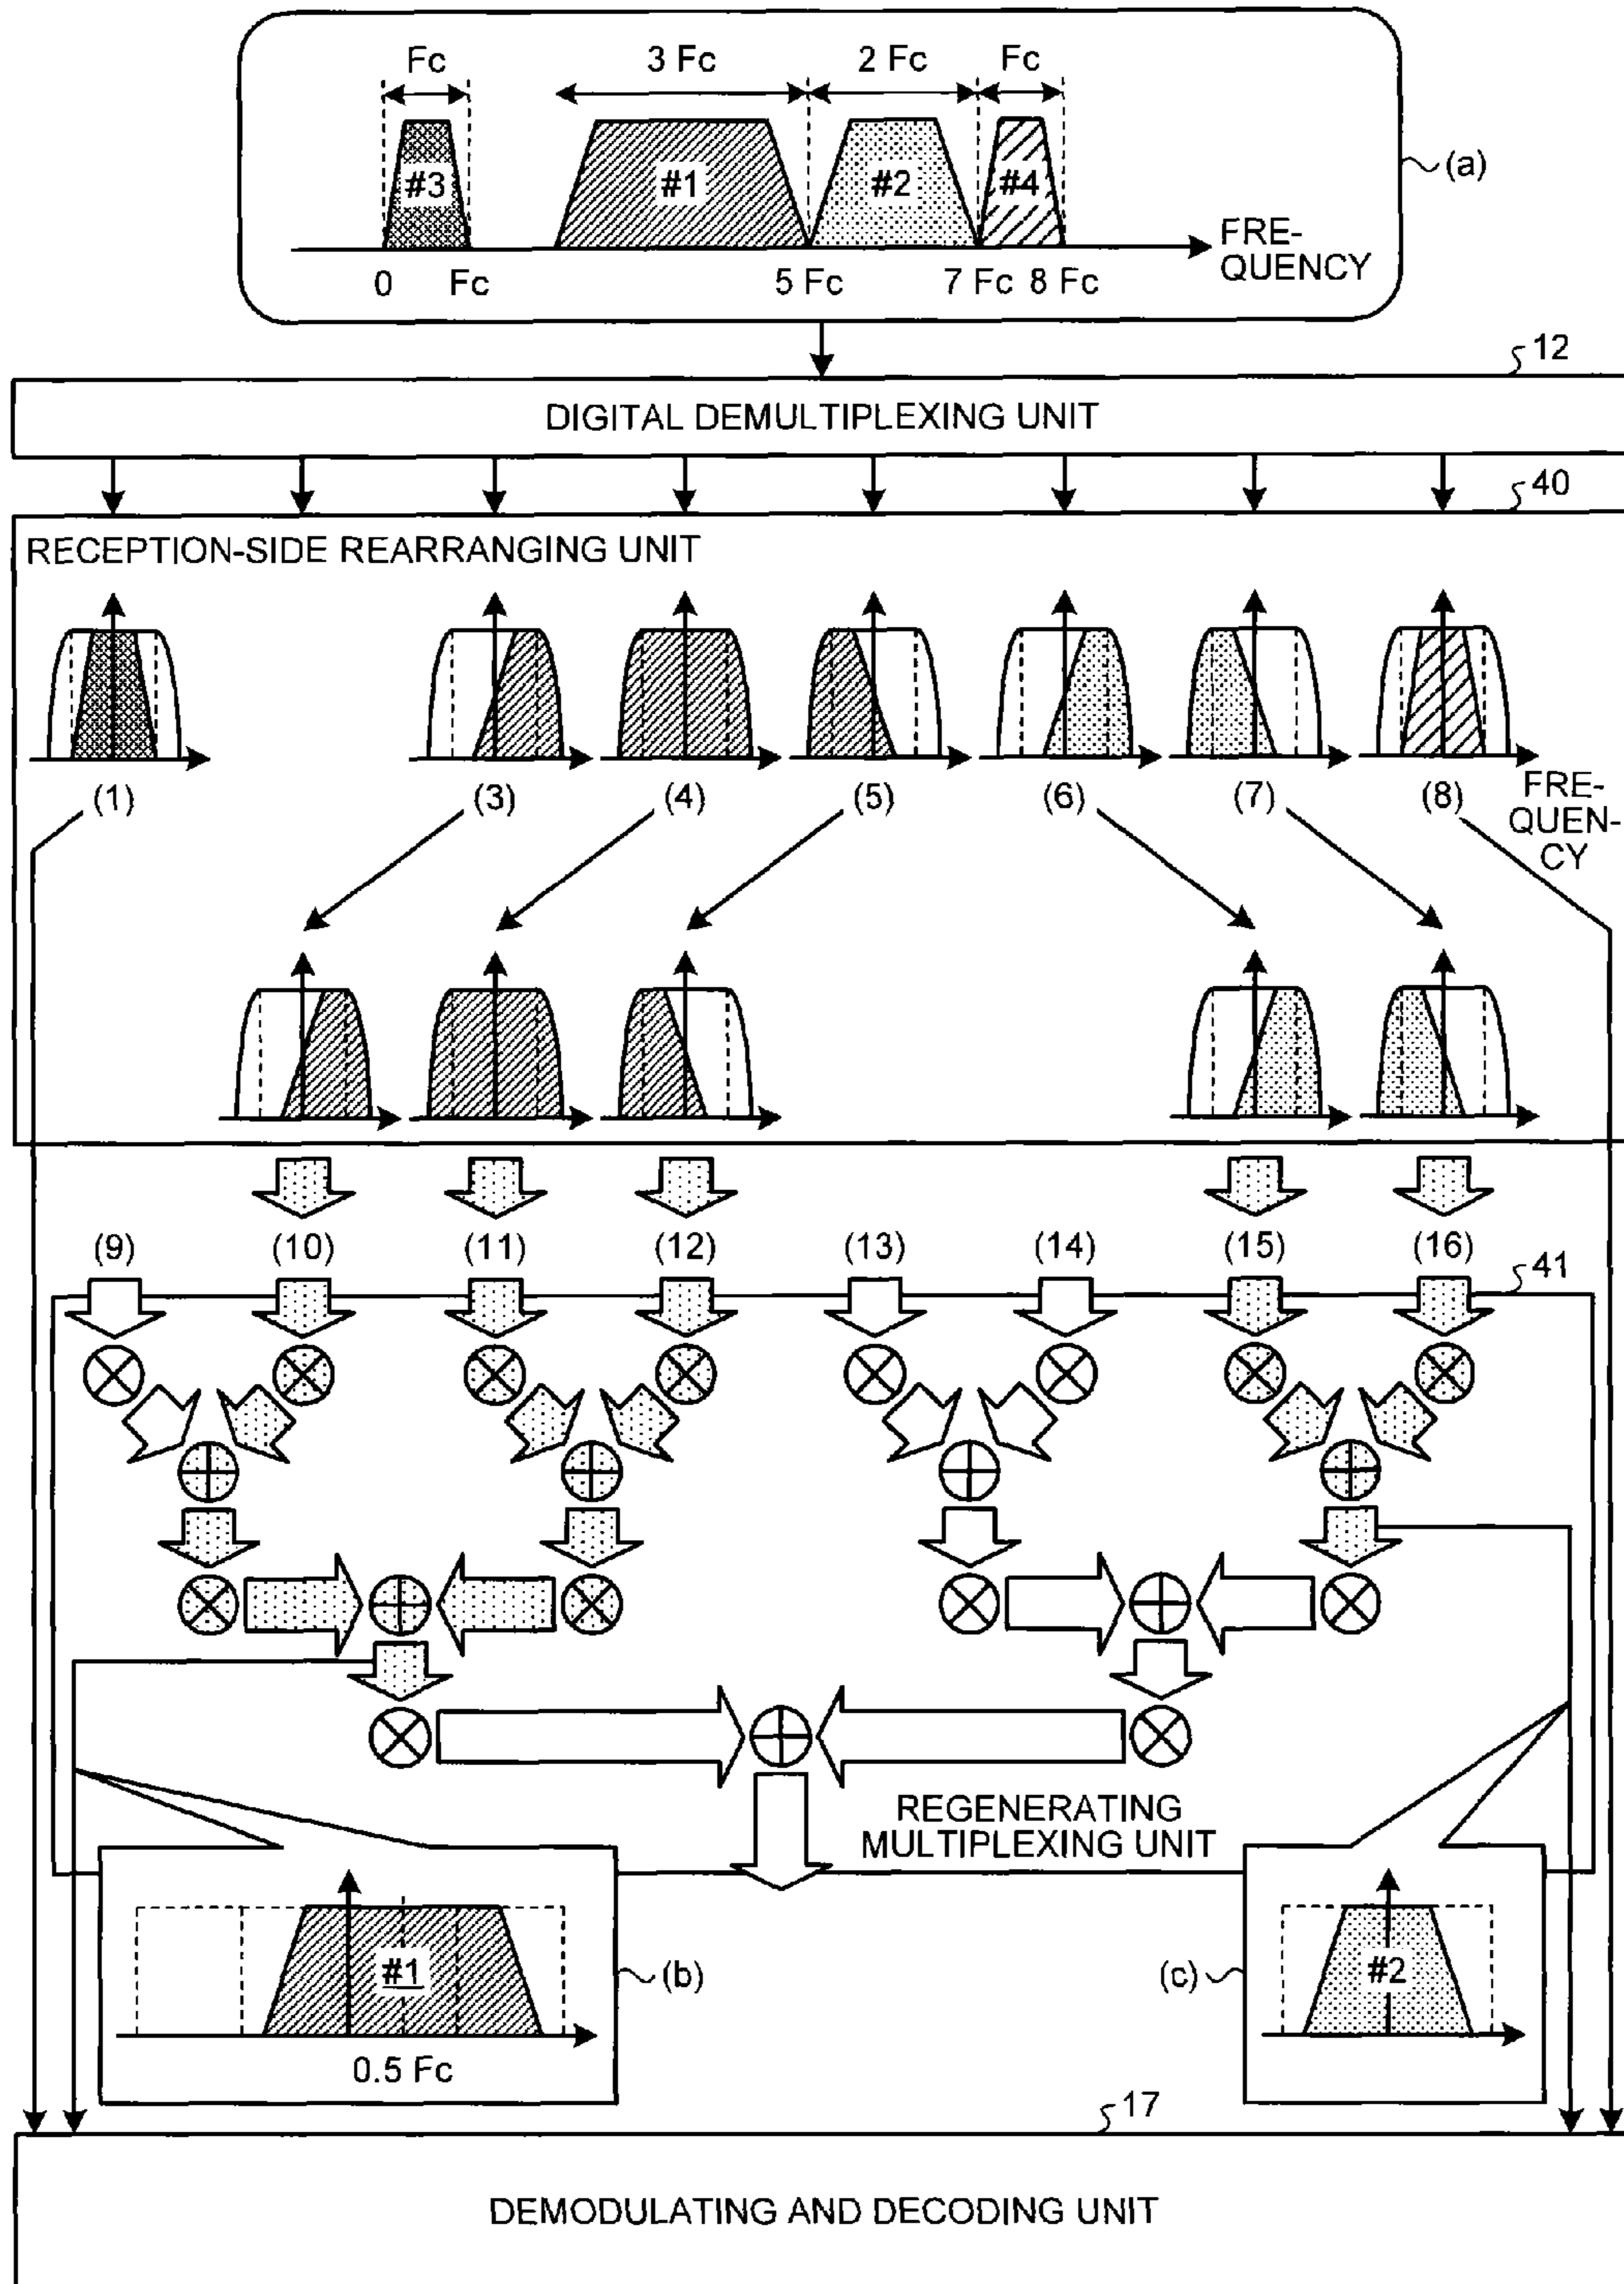 Fc 3 Fc 2 Fc Fc
#3 #1 #2 #4
(a)
FRE-
QUENCY
0 Fc 5 Fc 7 Fc 8 Fc
12
DIGITAL DEMULTIPLEXING UNIT
40
RECEPTION-SIDE REARRANGING UNIT
(1) (3) (4) (5) (6) (7) (8)
FRE-
QUEN-
CY
(9) (10) (11) (12) (13) (14) (15) (16)
41
REGENERATING
MULTIPLEXING UNIT
#1
(b)
0.5 Fc
(c)
#2
17
DEMODULATING AND DECODING UNIT